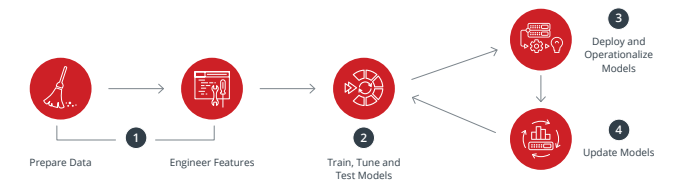 3
Deploy and
Operationalize
Models
1
2
4
Update Models
Prepare Data
Engineer Features
Train, Tune and
Test Models